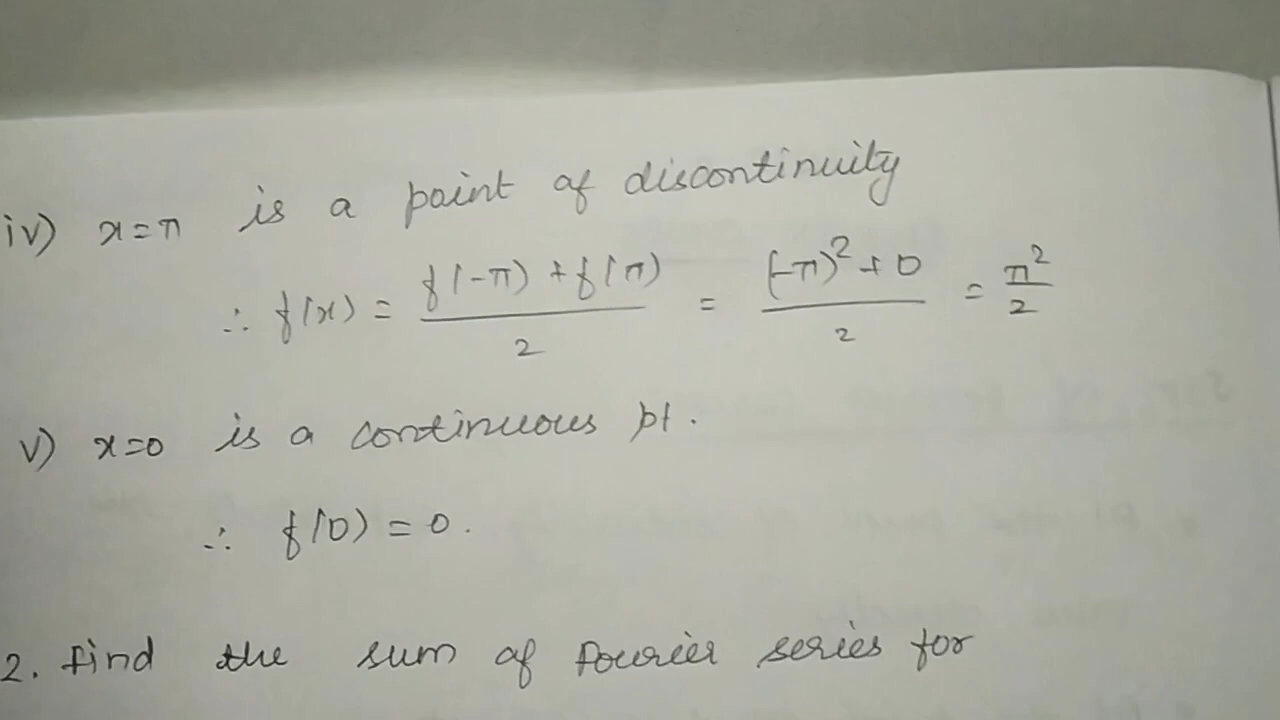 iv) x=π is a point of discontinuity
∴ f(x) = f(-π) + f(π) / 2 = (-π)² + 0 / 2 = π² / 2
v) x=0 is a continuous pt.
∴ f(0) = 0.
2. find the sum of Fourier series for